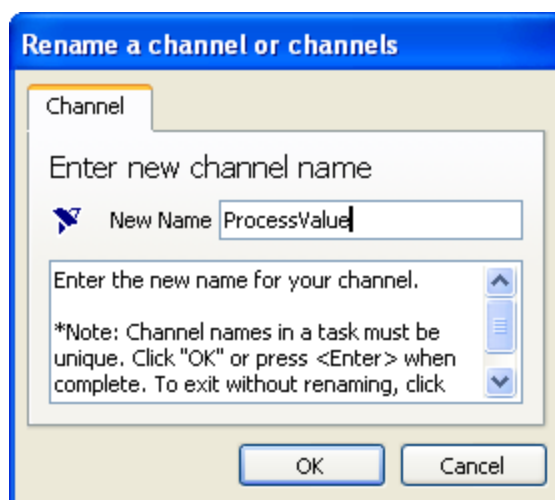 Rename a channel or channels
Channel
Enter new channel name
New Name ProcessValue
Enter the new name for your channel.
*Note: Channel names in a task must be
unique. Click "OK" or press <Enter> when
complete. To exit without renaming, click
OK Cancel